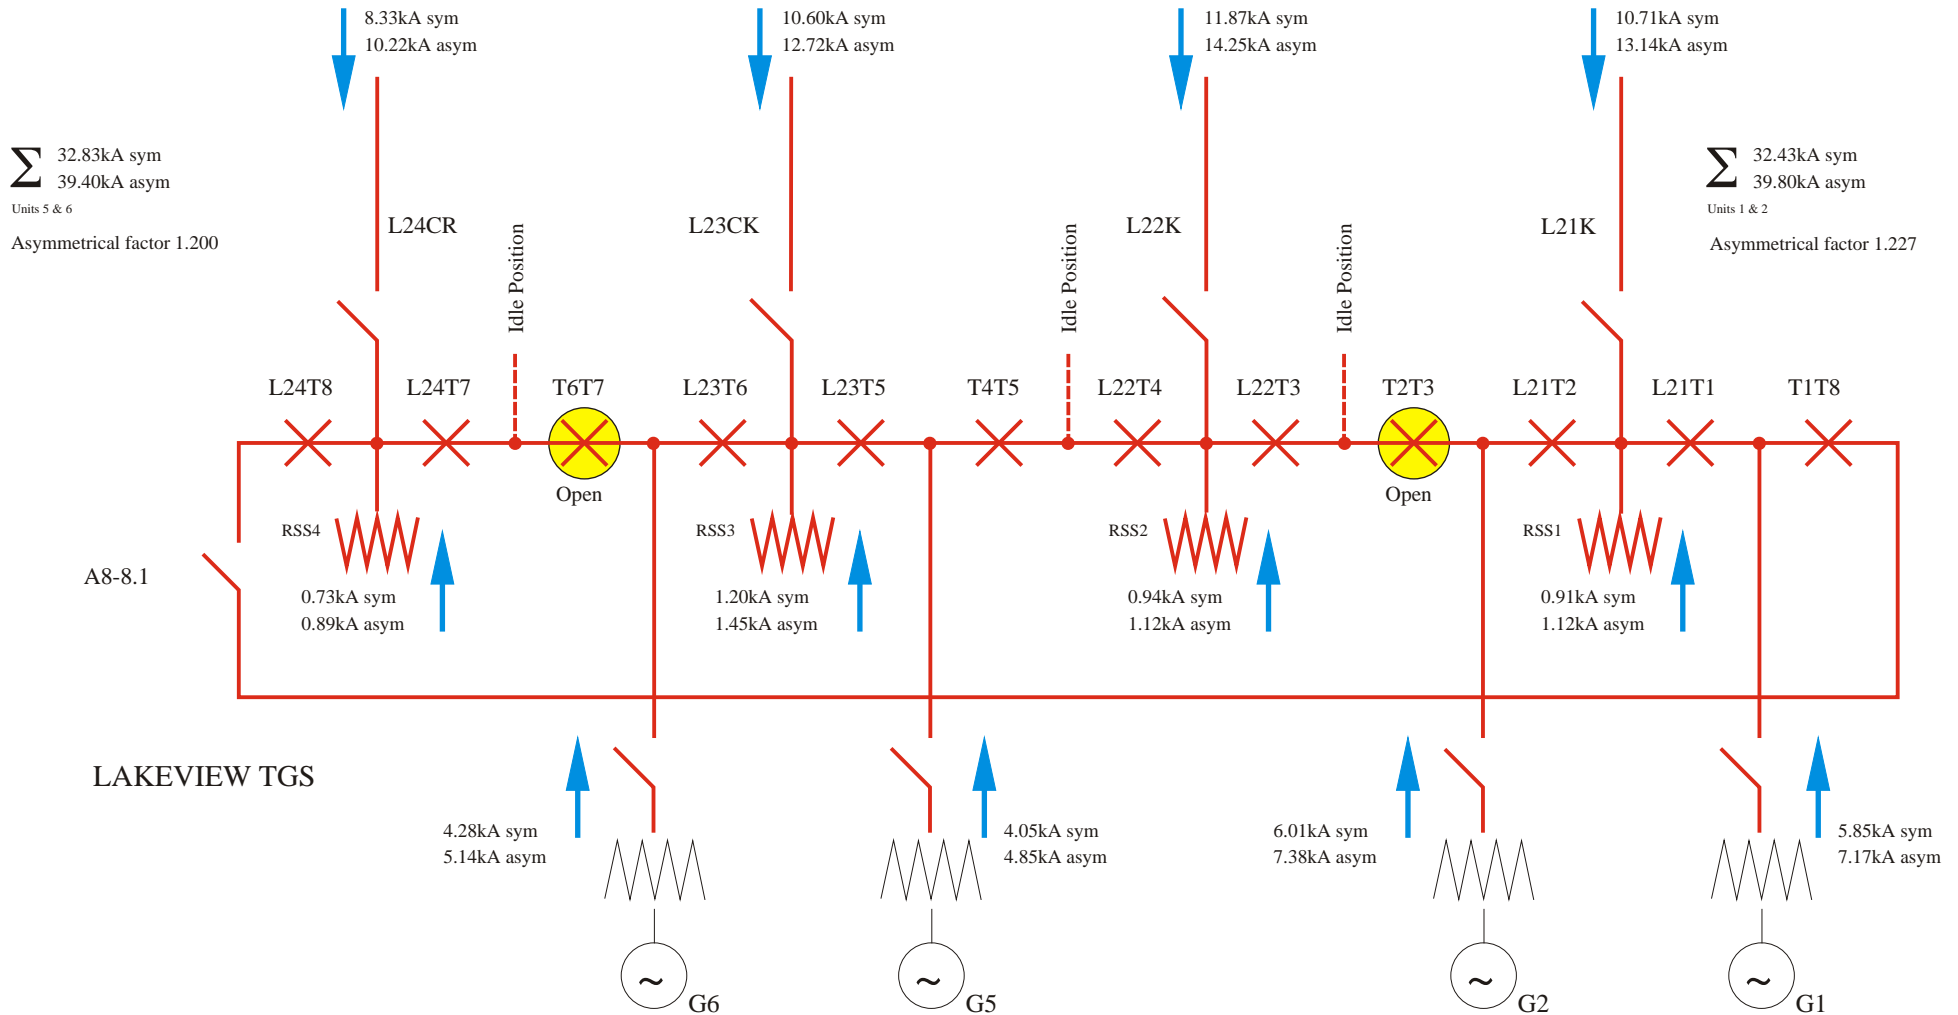 8.33kA sym
10.22kA asym
10.60kA sym
12.72kA asym
11.87kA sym
14.25kA asym
10.71kA sym
13.14kA asym
Σ 32.83kA sym
39.40kA asym
Units 5 & 6
Asymmetrical factor 1.200
Σ 32.43kA sym
39.80kA asym
Units 1 & 2
Asymmetrical factor 1.227
L24CR
L23CK
L22K
L21K
Idle Position
Idle Position
Idle Position
L24T8
L24T7
T6T7
L23T6
L23T5
T4T5
L22T4
L22T3
T2T3
L21T2
L21T1
T1T8
Open
Open
RSS4
RSS3
RSS2
RSS1
A8-8.1
0.73kA sym
0.89kA asym
1.20kA sym
1.45kA asym
0.94kA sym
1.12kA asym
0.91kA sym
1.12kA asym
LAKEVIEW TGS
4.28kA sym
5.14kA asym
4.05kA sym
4.85kA asym
6.01kA sym
7.38kA asym
5.85kA sym
7.17kA asym
~
G6
~
G5
~
G2
~
G1